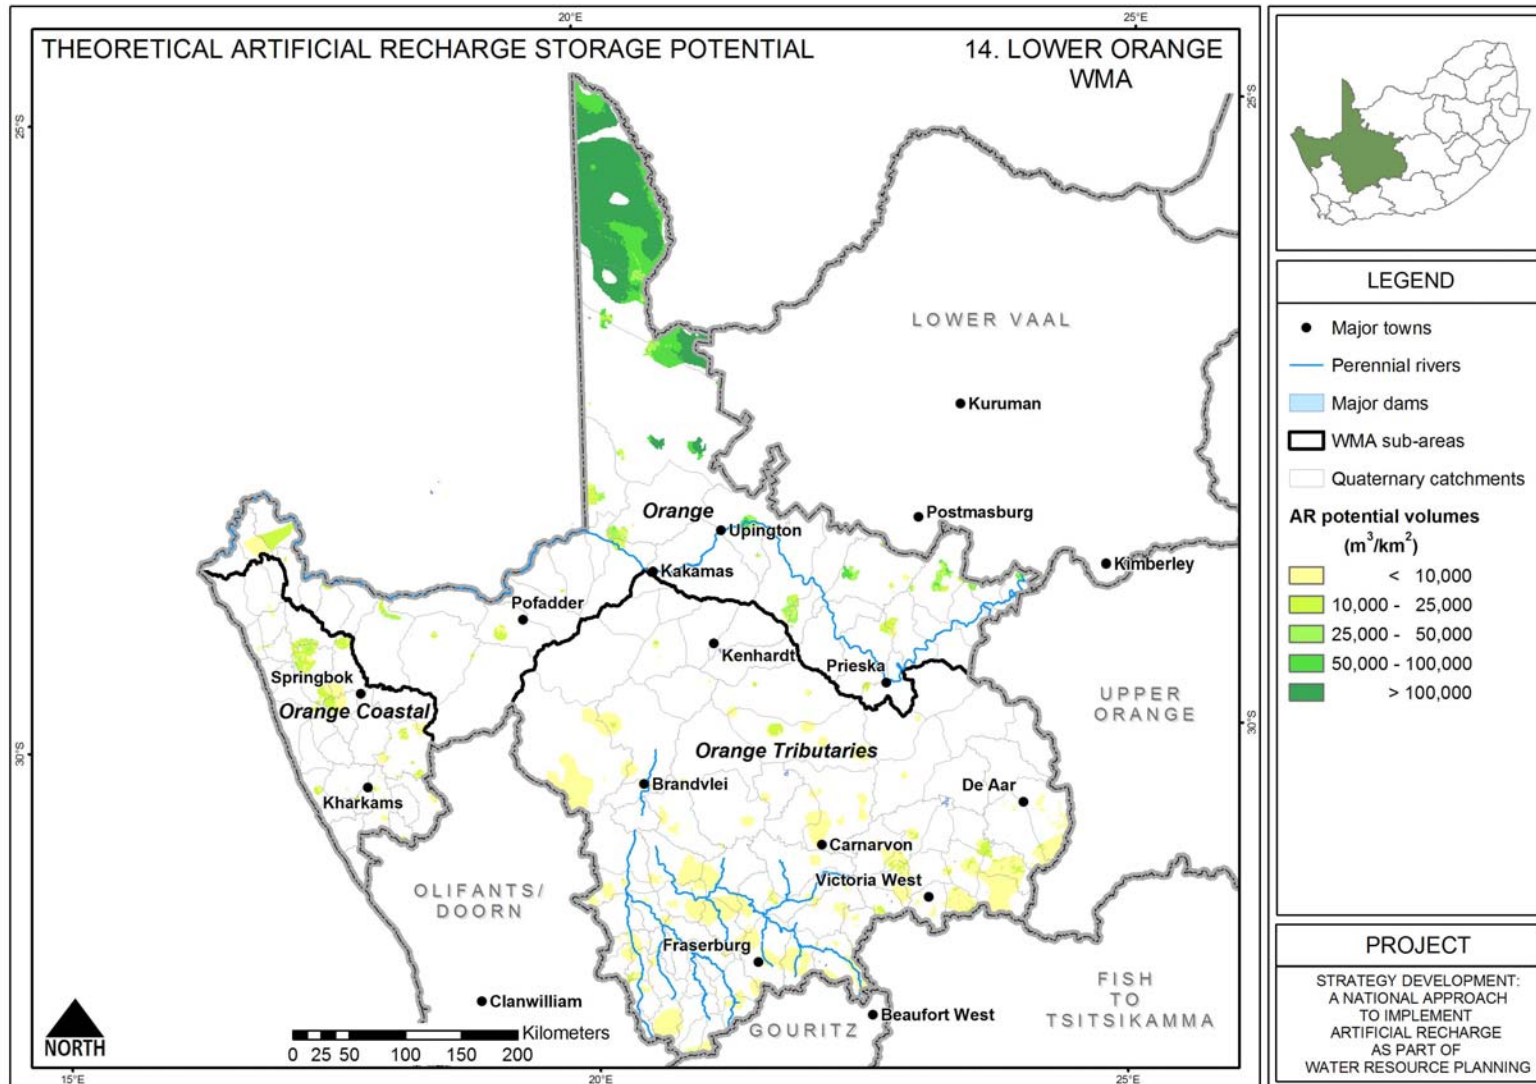 20°E
25°E
THEORETICAL ARTIFICIAL RECHARGE STORAGE POTENTIAL
14. LOWER ORANGE
WMA
25°S
25°S
LOWER VAAL
Kuruman
Orange
Upington
Postmasburg
Kimberley
Kakamas
Pofadder
Kenhardt
Prieska
Springbok
Orange Coastal
UPPER
ORANGE
Orange Tributaries
30°S
30°S
Brandvlei
De Aar
Kharkams
Carnarvon
Victoria West
OLIFANTS/
DOORN
Fraserburg
FISH
TO
TSITSIKAMMA
Clanwilliam
Beaufort West
GOURITZ
NORTH
Kilometers
0 25 50 100 150 200
15°E
20°E
25°E
LEGEND
Major towns
Perennial rivers
Major dams
WMA sub-areas
Quaternary catchments
AR potential volumes
(m³/km²)
< 10,000
10,000 - 25,000
25,000 - 50,000
50,000 - 100,000
> 100,000
PROJECT
STRATEGY DEVELOPMENT:
A NATIONAL APPROACH
TO IMPLEMENT
ARTIFICIAL RECHARGE
AS PART OF
WATER RESOURCE PLANNING